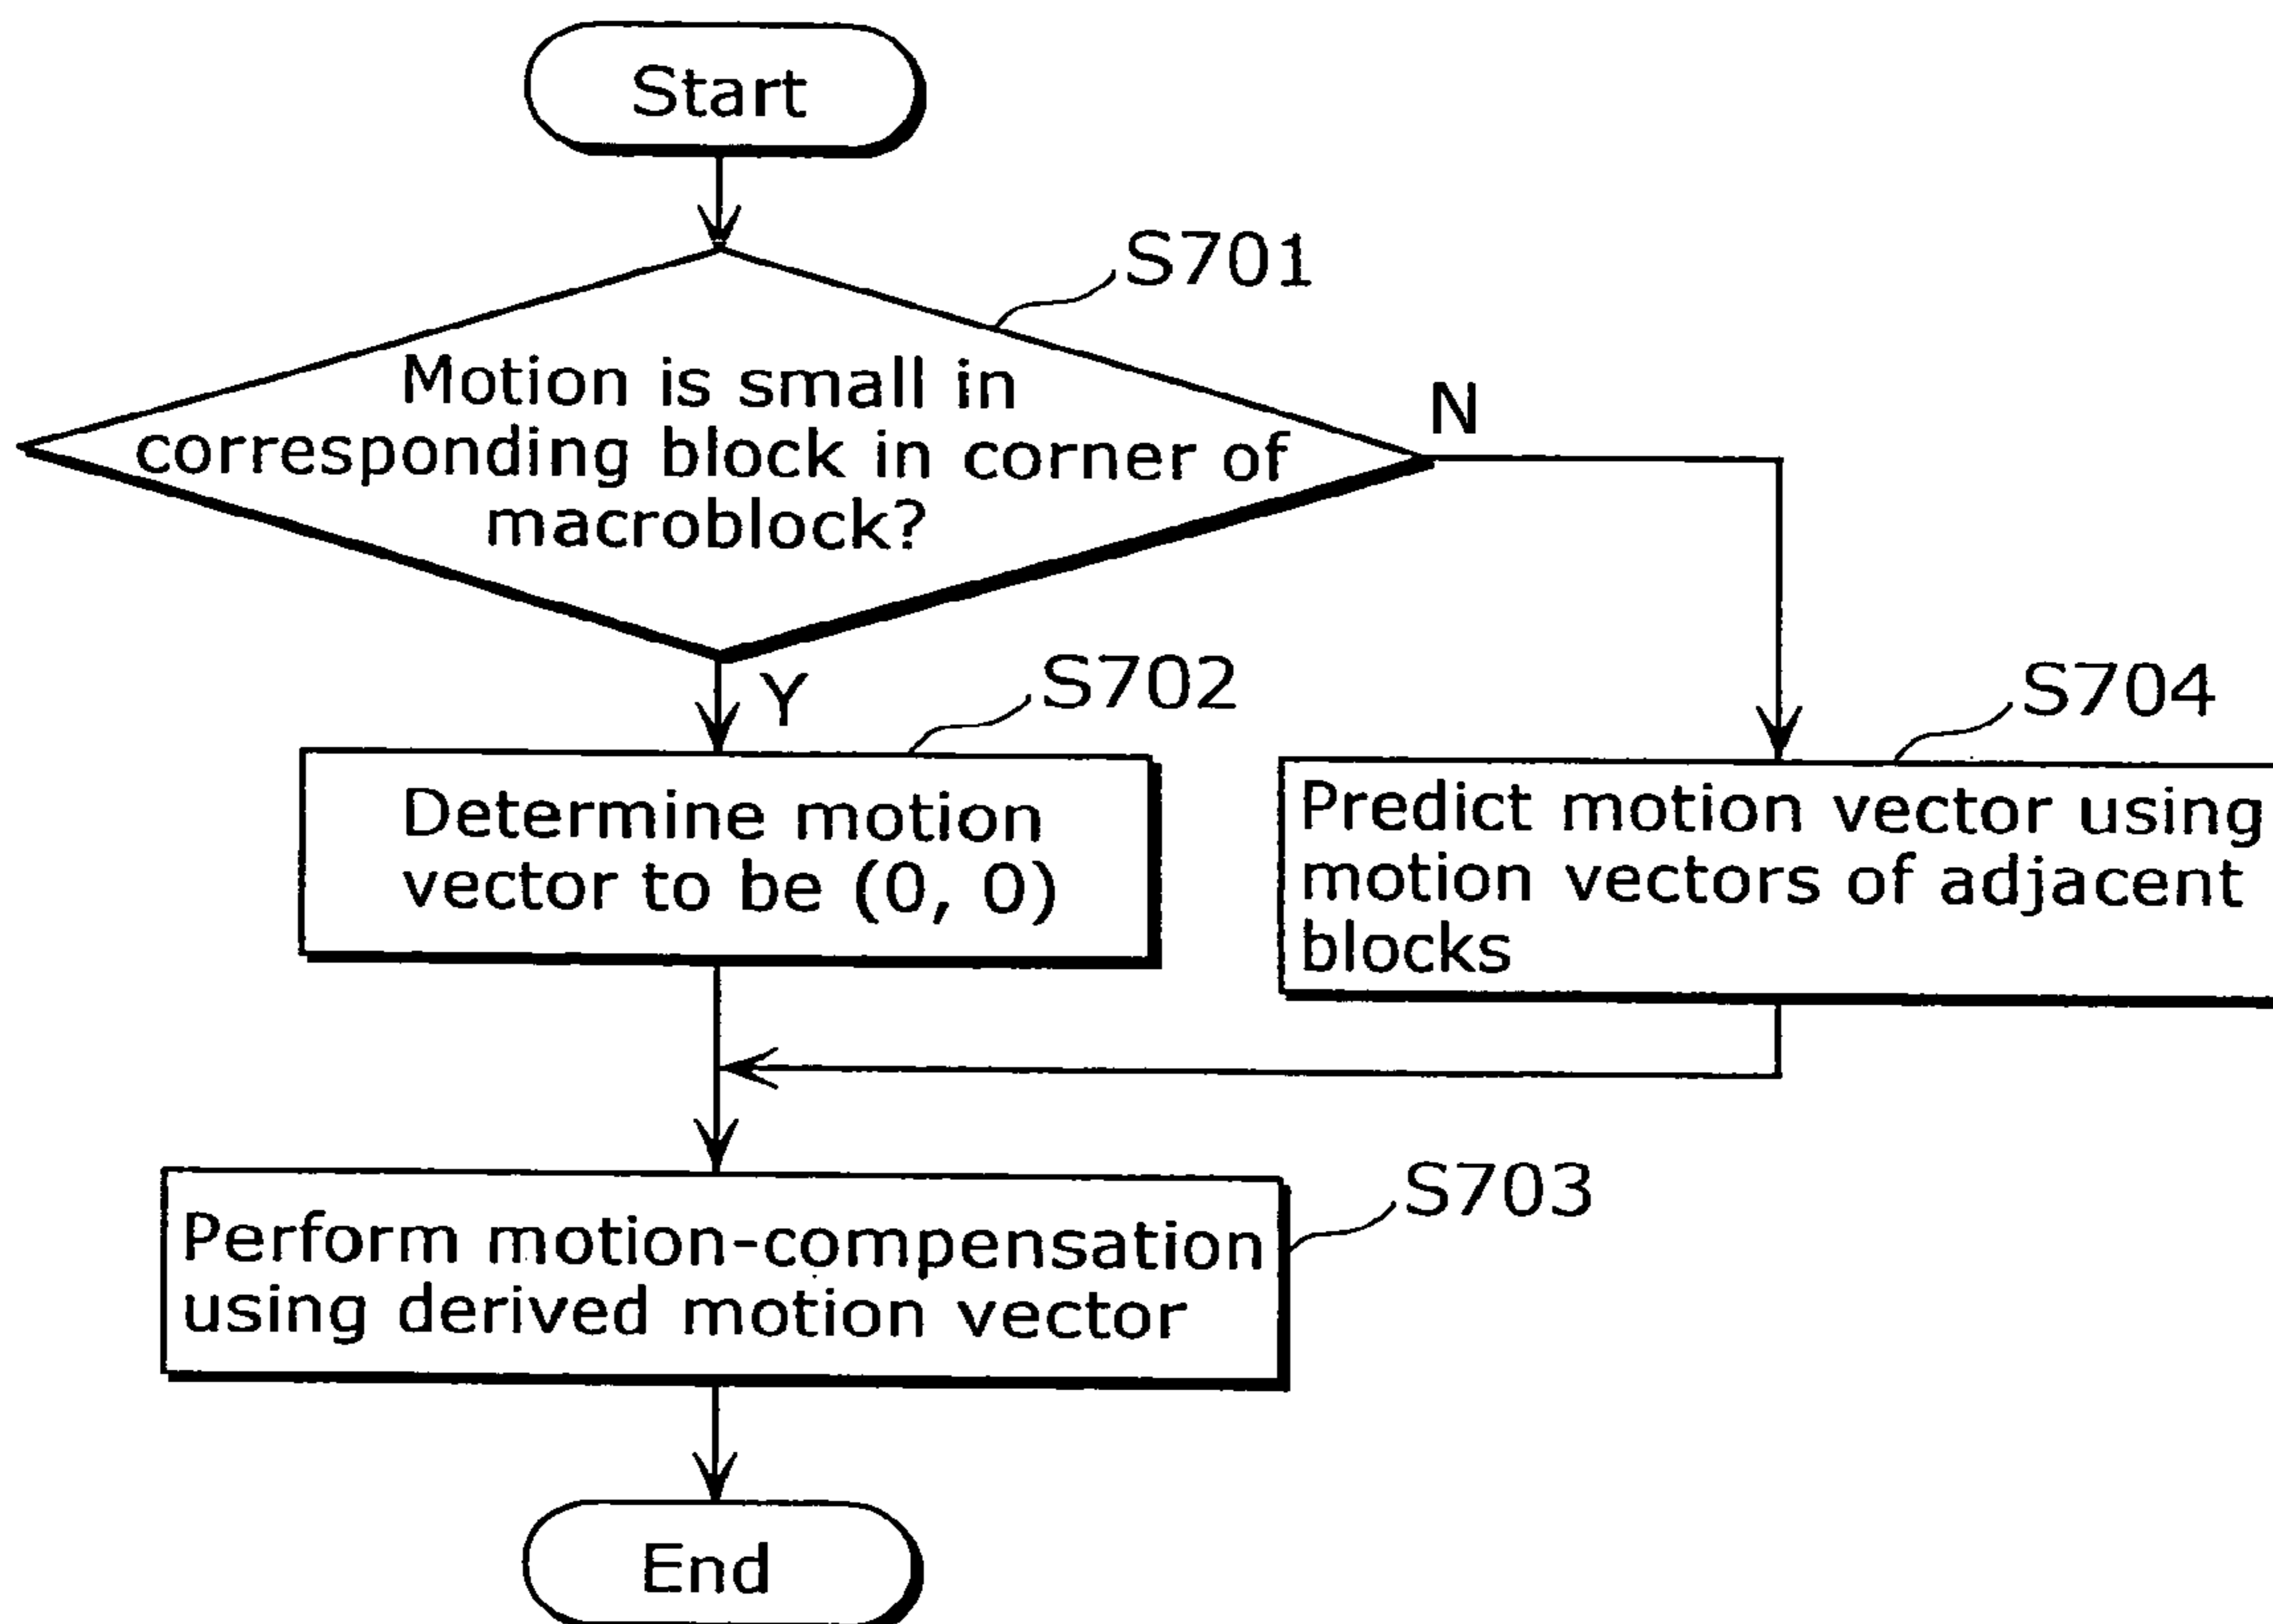 Start
S701
Motion is small in
corresponding block in corner of
macroblock?
N
Y
S702
Determine motion
vector to be (0, 0)
S704
Predict motion vector using
motion vectors of adjacent
blocks
S703
Perform motion-compensation
using derived motion vector
End